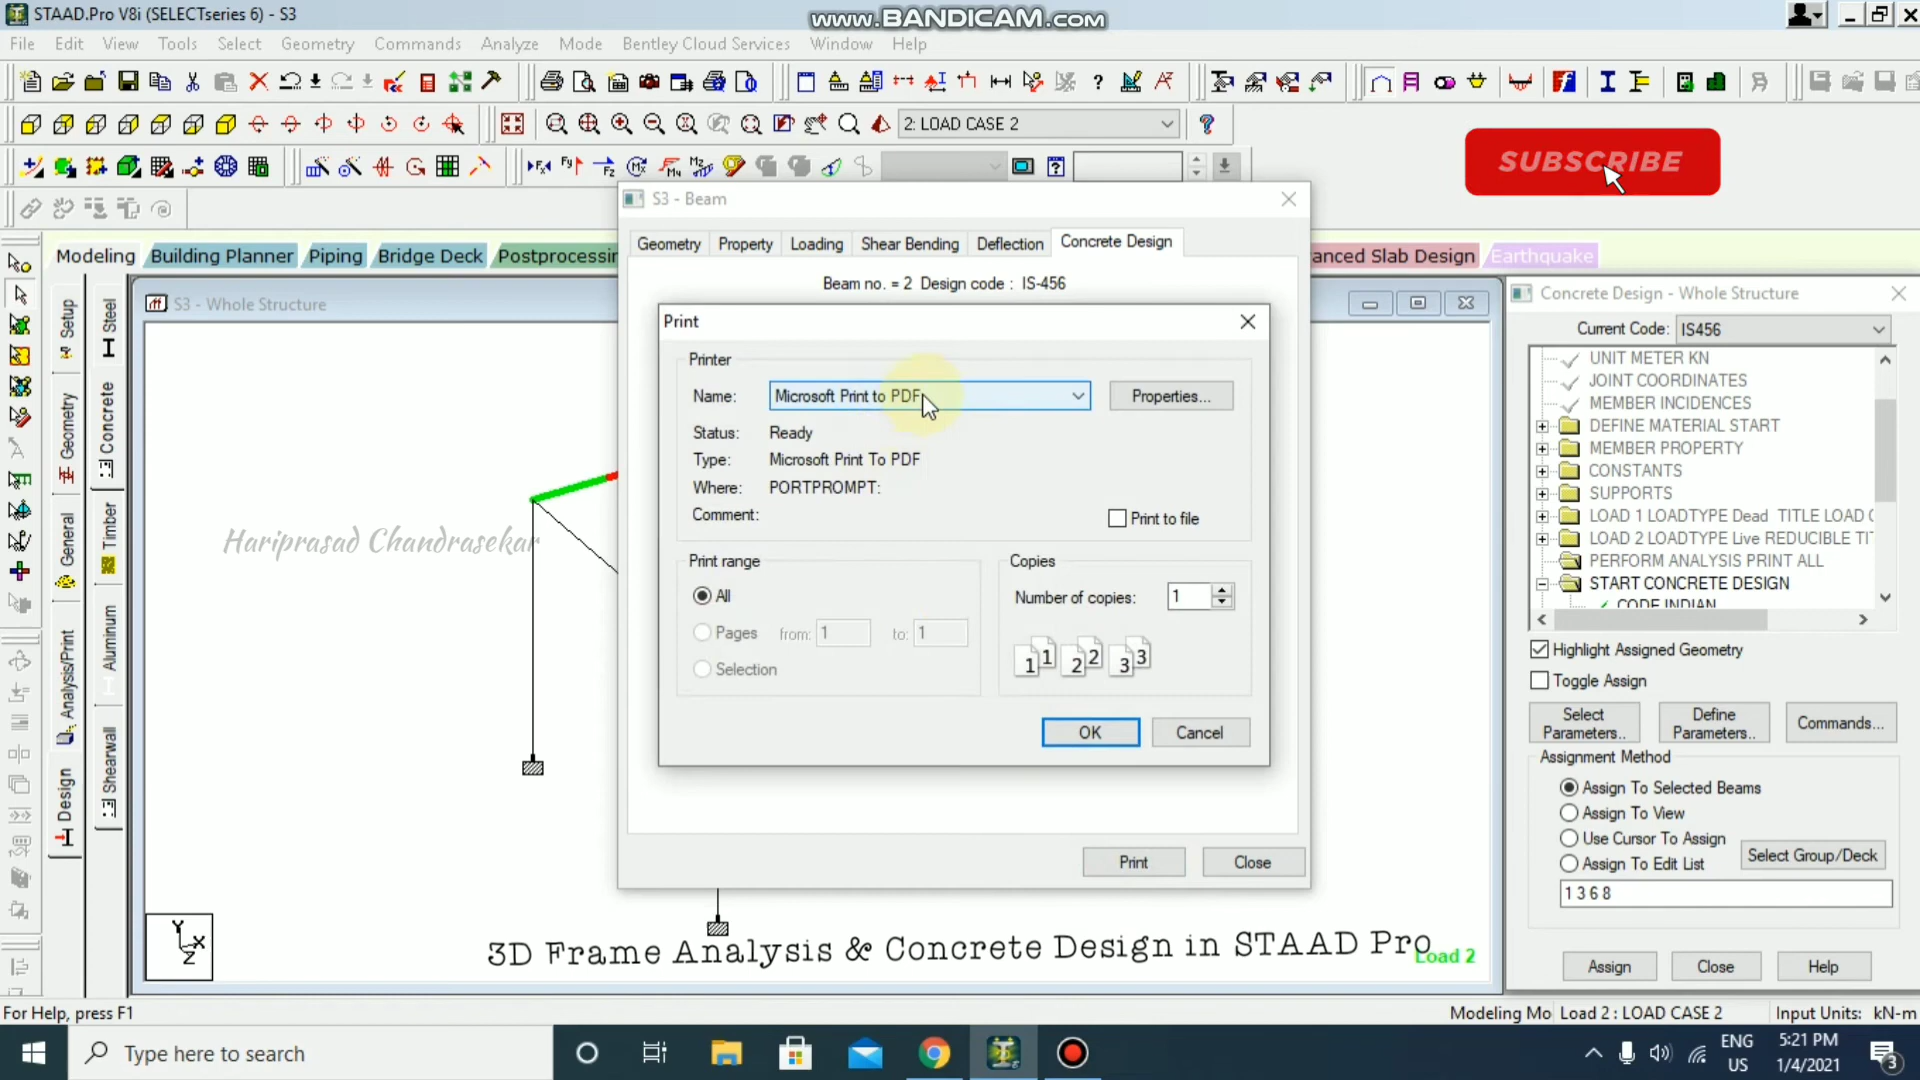 STAAD.Pro V8i (SELECTseries 6) - S3
www.BANDICAM.com
File Edit View Tools Select Geometry Commands Analyze Mode Bentley Cloud Services Window Help
2: LOAD CASE 2
SUBSCRIBE
Modeling Building Planner Piping Bridge Deck Postprocessin
anced Slab Design Earthquake
S3 - Whole Structure
Setup
Geometry
General
Analysis/Print
Design
Steel
Concrete
Timber
Aluminum
Shearwall
Hariprasad Chandrasekar
S3 - Beam
Geometry Property Loading Shear Bending Deflection Concrete Design
Beam no. = 2 Design code : IS-456
Print
Printer
Name: Microsoft Print to PDF Properties...
Status: Ready
Type: Microsoft Print To PDF
Where: PORTPROMPT:
Comment:
Print to file
Print range
All
Pages from: 1 to: 1
Selection
Copies
Number of copies: 1
1 1 2 2 3 3
OK Cancel
Print Close
Y X Z
3D Frame Analysis & Concrete Design in STAAD Pro
Load 2
Concrete Design - Whole Structure
Current Code: IS456
UNIT METER KN
JOINT COORDINATES
MEMBER INCIDENCES
DEFINE MATERIAL START
MEMBER PROPERTY
CONSTANTS
SUPPORTS
LOAD 1 LOADTYPE Dead TITLE LOAD C
LOAD 2 LOADTYPE Live REDUCIBLE TI
PERFORM ANALYSIS PRINT ALL
START CONCRETE DESIGN
CODE INDIAN
Highlight Assigned Geometry
Toggle Assign
Select Parameters.. Define Parameters.. Commands...
Assignment Method
Assign To Selected Beams
Assign To View
Use Cursor To Assign
Assign To Edit List
Select Group/Deck
1 3 6 8
Assign Close Help
For Help, press F1
Modeling Mo Load 2 : LOAD CASE 2 Input Units: kN-m
Type here to search
ENG
US
5:21 PM
1/4/2021
3